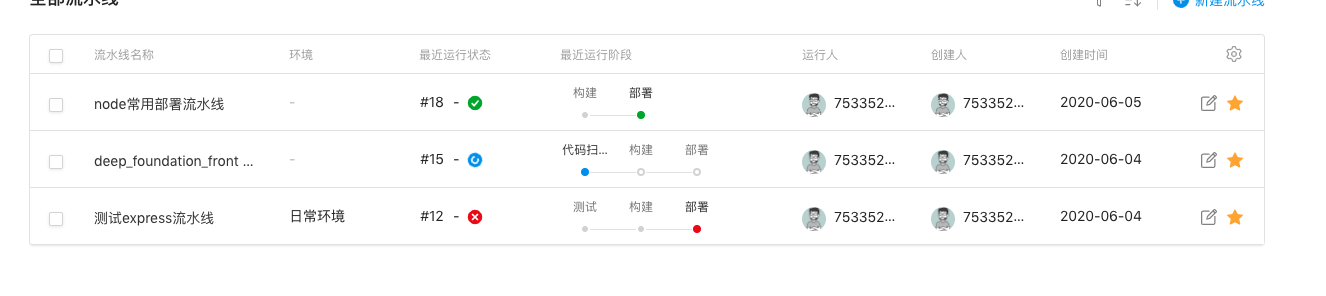 全部流水线
新建流水线
流水线名称 环境 最近运行状态 最近运行阶段 运行人 创建人 创建时间
构建 部署
node常用部署流水线 - #18 - 753352... 753352... 2020-06-05
代码扫... 构建 部署
deep_foundation_front ... - #15 - 753352... 753352... 2020-06-04
测试 构建 部署
测试express流水线 日常环境 #12 - 753352... 753352... 2020-06-04